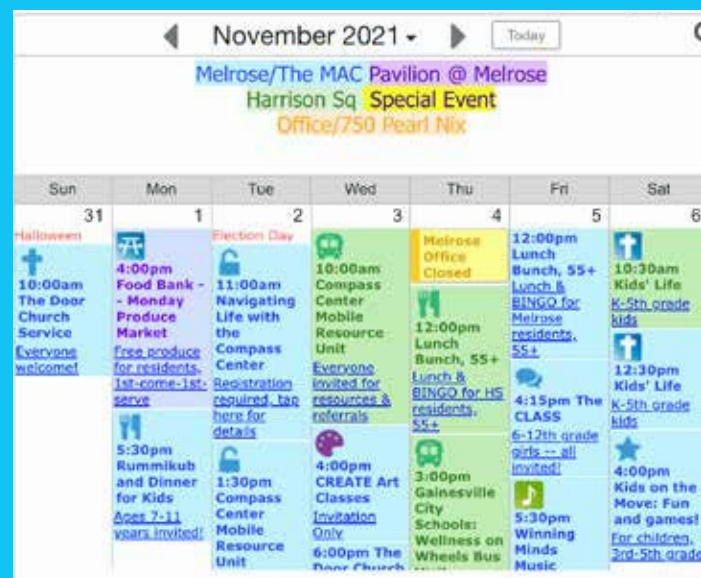 November 2021
Today
Melrose/The MAC Pavilion @ Melrose
Harrison Sq Special Event
Office/750 Pearl Nix
Sun Mon Tue Wed Thu Fri Sat
31 1 2 3 4 5 6
Halloween
10:00am
The Door
Church
Service
Everyone
welcome!
4:00pm
Food Bank -
- Monday
Produce
Market
Free produce
for residents,
1st-come-1st-
serve
5:30pm
Rummikub
and Dinner
for Kids
Ages 7-11
years invited!
Election Day
11:00am
Navigating
Life with
the
Compass
Center
Registration
required, tap
here for
details
1:30pm
Compass
Center
Mobile
Resource
Unit
10:00am
Compass
Center
Mobile
Resource
Unit
Everyone
invited for
resources &
referrals
4:00pm
CREATE Art
Classes
Invitation
Only
6:00pm The
Door Church
Melrose
Office
Closed
12:00pm
Lunch
Bunch, 55+
Lunch &
BINGO for HS
residents,
55+
3:00pm
Gainesville
City
Schools:
Wellness on
Wheels Bus
12:00pm
Lunch
Bunch, 55+
Lunch &
BINGO for
Melrose
residents,
55+
4:15pm The
CLASS
6-12th grade
girls -- all
invited!
5:30pm
Winning
Minds
Music
10:30am
Kids' Life
K-5th grade
kids
12:30pm
Kids' Life
K-5th grade
kids
4:00pm
Kids on the
Move: Fun
and games!
For children,
3rd-5th grade